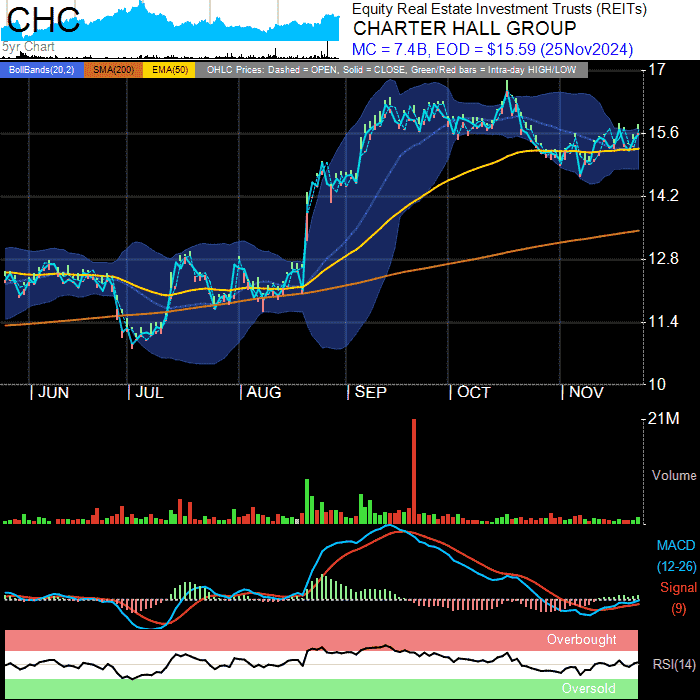 CHC
Equity Real Estate Investment Trusts (REITs)
CHARTER HALL GROUP
MC = 7.4B, EOD = $15.59 (25Nov2024)
5yr Chart
BollBands(20,2) SMA(200) EMA(50) OHLC Prices: Dashed = OPEN, Solid = CLOSE, Green/Red bars = Intra-day HIGH/LOW
17
15.6
14.2
12.8
11.4
10
JUN JUL AUG SEP OCT NOV
21M
Volume
MACD
(12-26)
Signal
(9)
Overbought
RSI(14)
Oversold